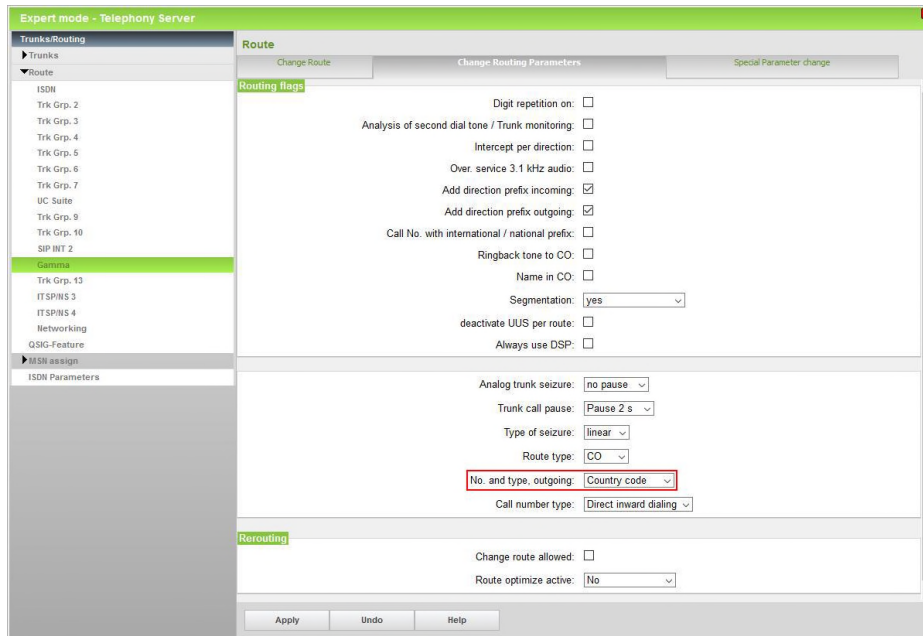 Expert mode - Telephony Server
Trunks/Routing
Trunks
Route
ISDN
Trk Grp. 2
Trk Grp. 3
Trk Grp. 4
Trk Grp. 5
Trk Grp. 6
Trk Grp. 7
UC Suite
Trk Grp. 9
Trk Grp. 10
SIP INT 2
Gamma
Trk Grp. 13
ITSP/NS 3
ITSP/NS 4
Networking
QSIG-Feature
MSN assign
ISDN Parameters
Route
Change Route Change Routing Parameters Special Parameter change
Routing flags
Digit repetition on:
Analysis of second dial tone / Trunk monitoring:
Intercept per direction:
Over. service 3.1 kHz audio:
Add direction prefix incoming:
Add direction prefix outgoing:
Call No. with international / national prefix:
Ringback tone to CO:
Name in CO:
Segmentation: yes
deactivate UUS per route:
Always use DSP:
Analog trunk seizure: no pause
Trunk call pause: Pause 2 s
Type of seizure: linear
Route type: CO
No. and type, outgoing: Country code
Call number type: Direct inward dialing
Rerouting
Change route allowed:
Route optimize active: No
Apply Undo Help